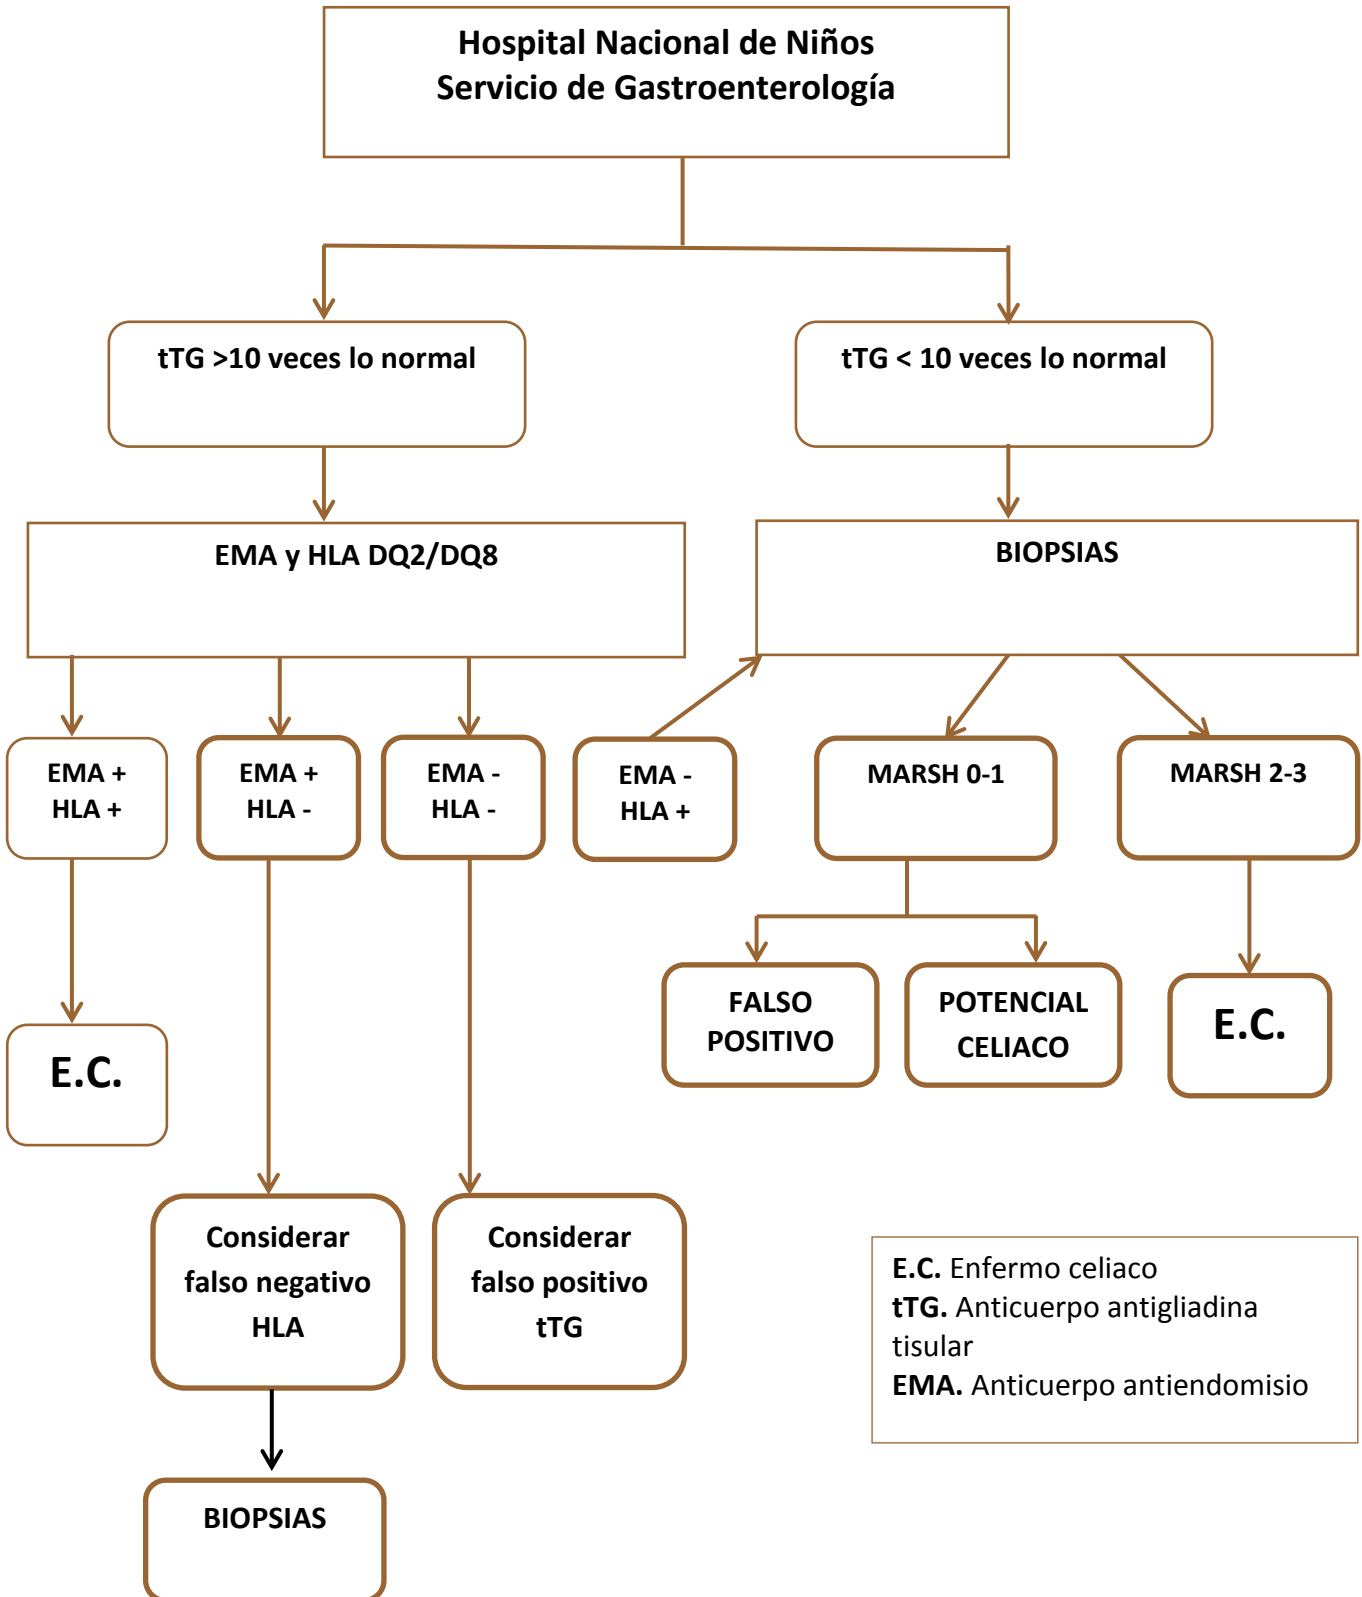 Hospital Nacional de Niños
Servicio de Gastroenterología
tTG >10 veces lo normal
tTG < 10 veces lo normal
EMA y HLA DQ2/DQ8
BIOPSIAS
EMA +
HLA +
EMA +
HLA -
EMA -
HLA -
EMA -
HLA +
MARSH 0-1
MARSH 2-3
FALSO
POSITIVO
POTENCIAL
CELIACO
E.C.
E.C.
Considerar
falso negativo
HLA
Considerar
falso positivo
tTG
BIOPSIAS
E.C. Enfermo celiaco
tTG. Anticuerpo antigliadina
tisular
EMA. Anticuerpo antiendomisio